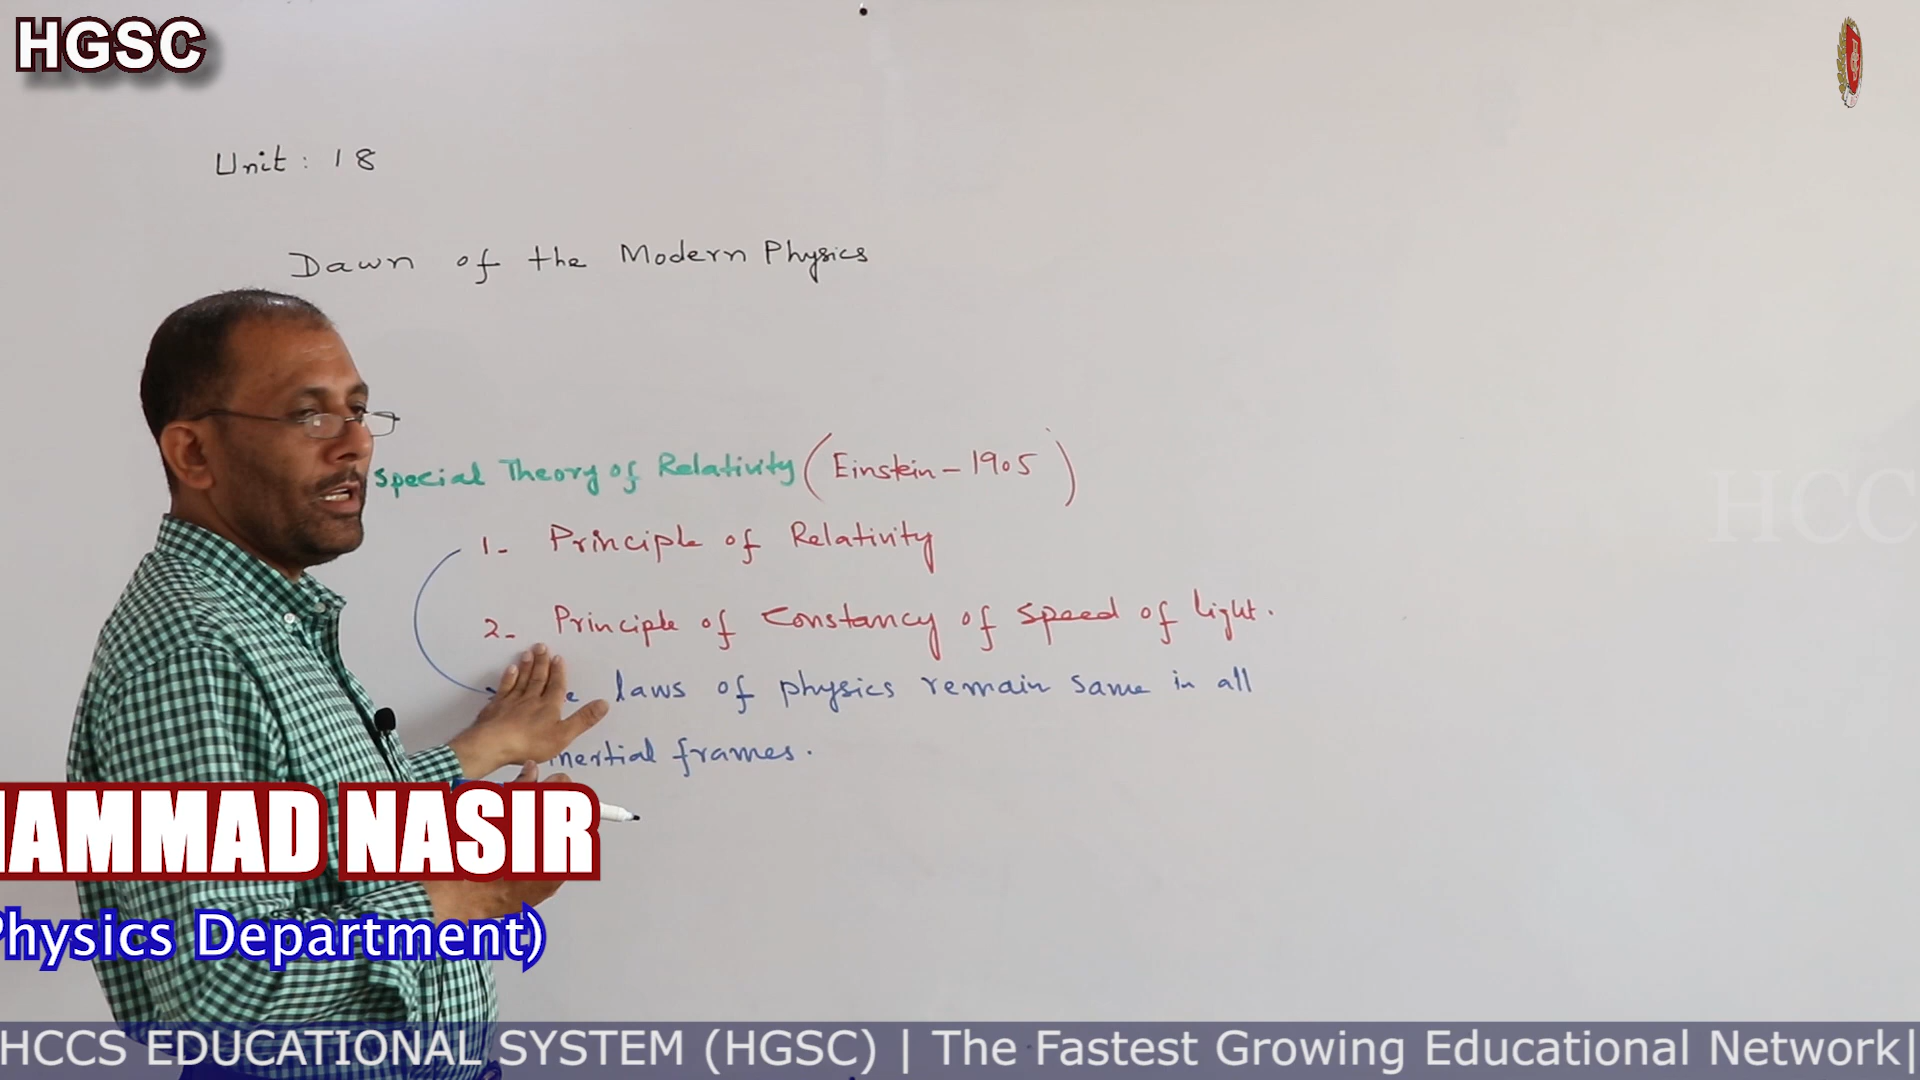 HGSC
Unit : 18
Dawn of the Modern Physics
Special Theory of Relativity (Einstein - 1905)
1- Principle of Relativity
2- Principle of Constancy of Speed of light.
laws of physics remain same in all
inertial frames.
HCC
AMMAD NASIR
Physics Department)
HCCS EDUCATIONAL SYSTEM (HGSC) | The Fastest Growing Educational Network|